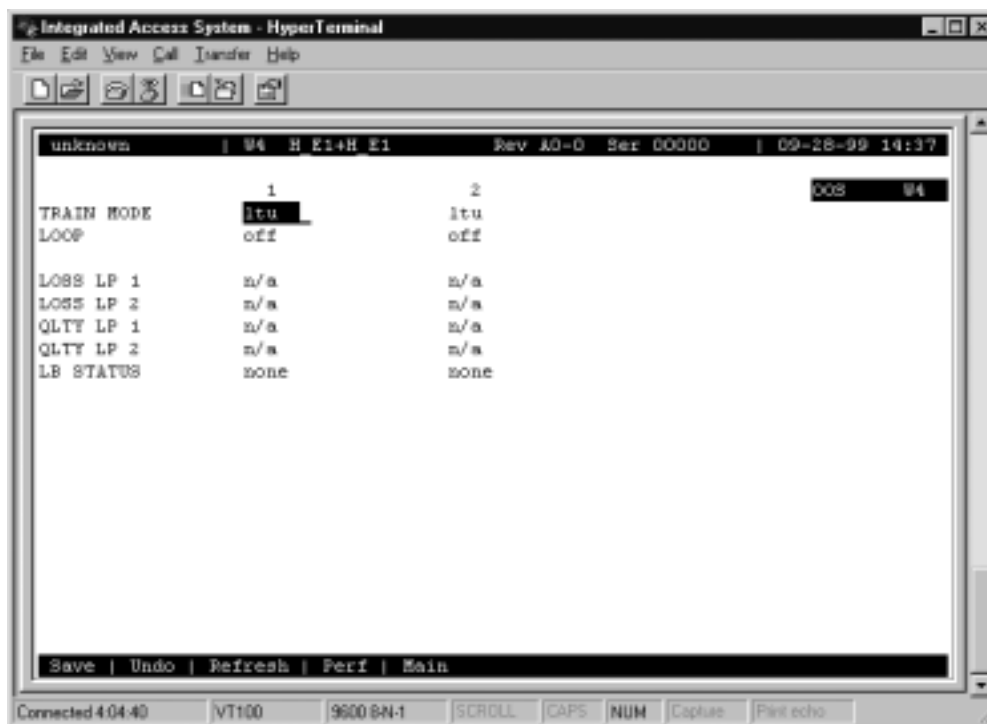 Integrated Access System - HyperTerminal
File Edit View Call Transfer Help
unknown | W4 H_E1+H_E1 Rev A0-0 Ser 00000 | 09-28-99 14:37
1 2 OOS W4
TRAIN MODE ltu ltu
LOOP off off
LOSS LP 1 n/a n/a
LOSS LP 2 n/a n/a
QLTY LP 1 n/a n/a
QLTY LP 2 n/a n/a
LB STATUS none none
Save | Undo | Refresh | Perf | Main
Connected 4:04:40 VT100 9600 8-N-1 SCROLL CAPS NUM Capture Print echo